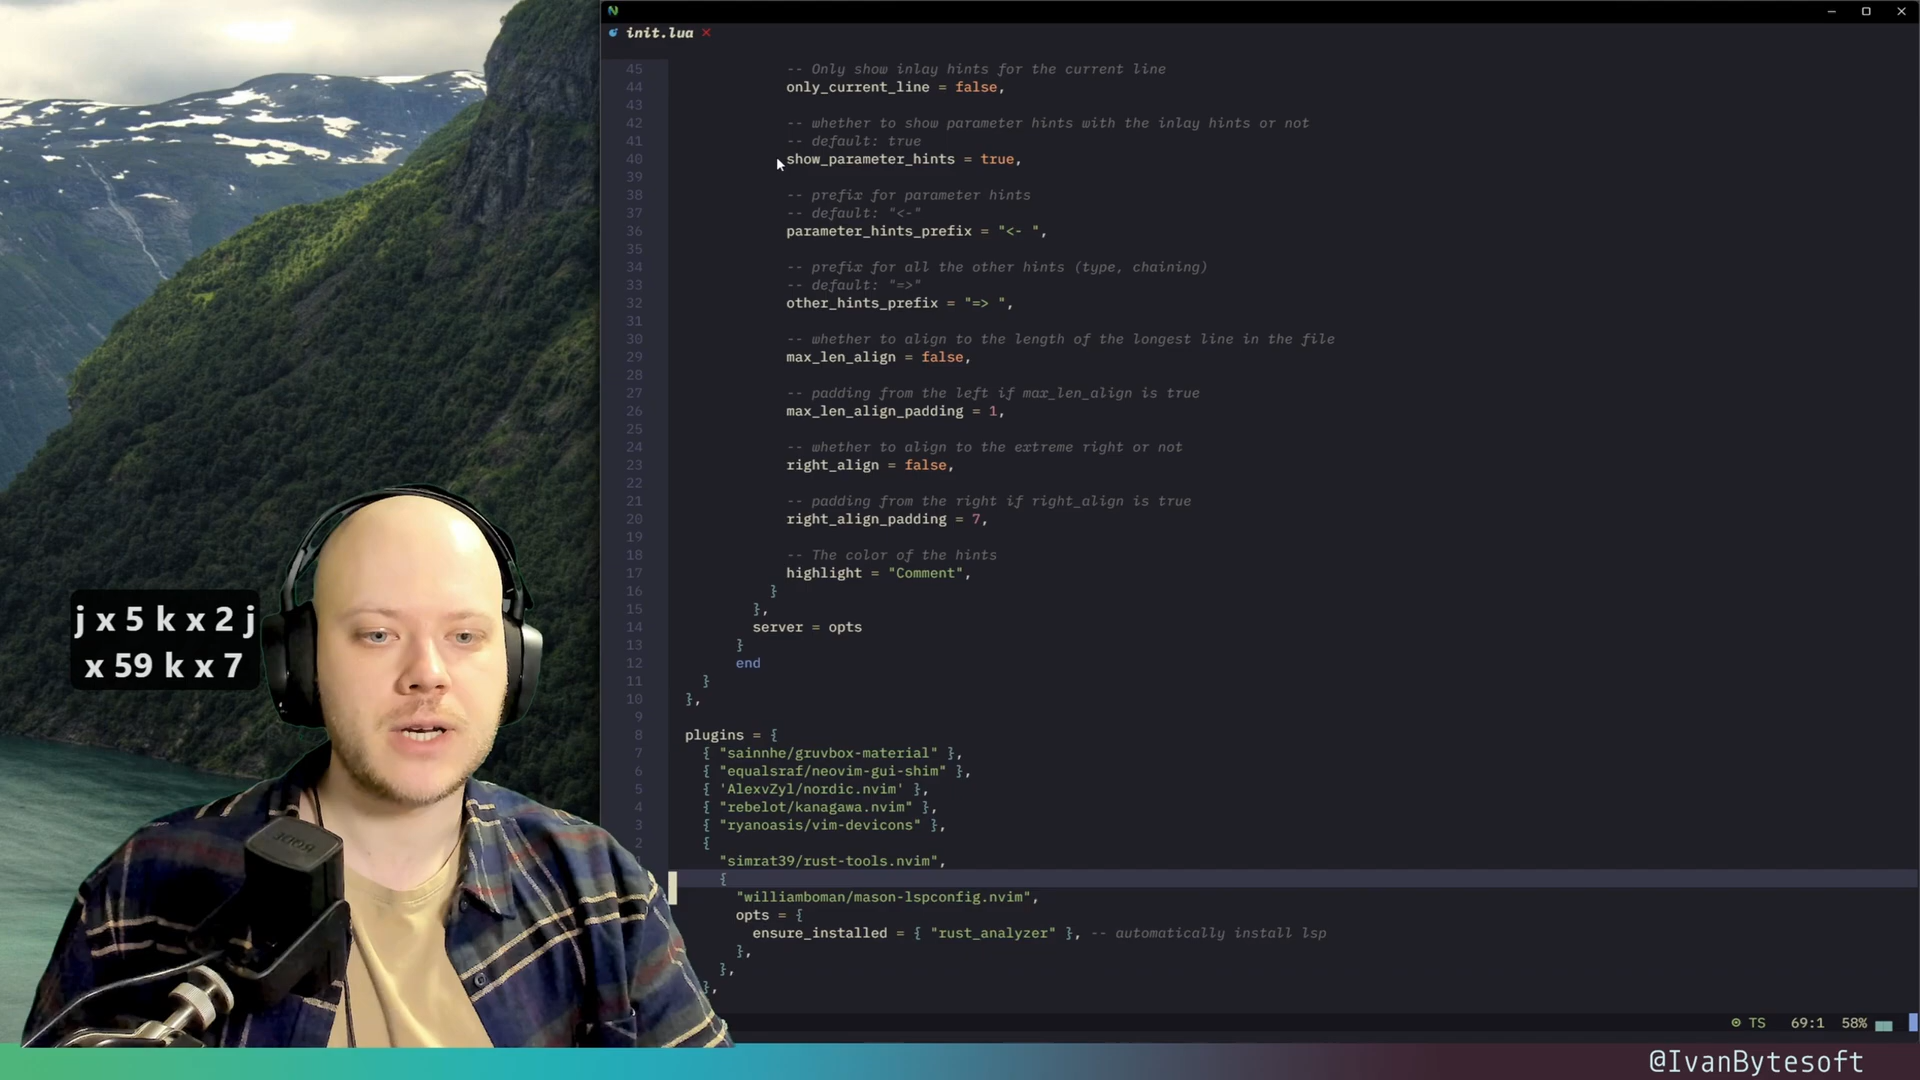 init.lua
45 -- Only show inlay hints for the current line
44 only_current_line = false,
43
42 -- whether to show parameter hints with the inlay hints or not
41 -- default: true
40 show_parameter_hints = true,
39
38 -- prefix for parameter hints
37 -- default: "<-"
36 parameter_hints_prefix = "<- ",
35
34 -- prefix for all the other hints (type, chaining)
33 -- default: "=>"
32 other_hints_prefix = "=> ",
31
30 -- whether to align to the length of the longest line in the file
29 max_len_align = false,
28
27 -- padding from the left if max_len_align is true
26 max_len_align_padding = 1,
25
24 -- whether to align to the extreme right or not
23 right_align = false,
22
21 -- padding from the right if right_align is true
20 right_align_padding = 7,
19
18 -- The color of the hints
17 highlight = "Comment",
16 }
15 },
14 server = opts
13 }
12 end
11 }
10 },
9
8 plugins = {
7 { "sainnhe/gruvbox-material" },
6 { "equalsraf/neovim-gui-shim" },
5 { 'AlexvZyl/nordic.nvim' },
4 { "rebelot/kanagawa.nvim" },
3 { "ryanoasis/vim-devicons" },
2 {
"simrat39/rust-tools.nvim",
{
"williamboman/mason-lspconfig.nvim",
opts = {
ensure_installed = { "rust_analyzer" }, -- automatically install lsp
},
},
},
TS 69:1 58%
j x 5 k x 2 j
x 59 k x 7
RODE
@IvanBytesoft